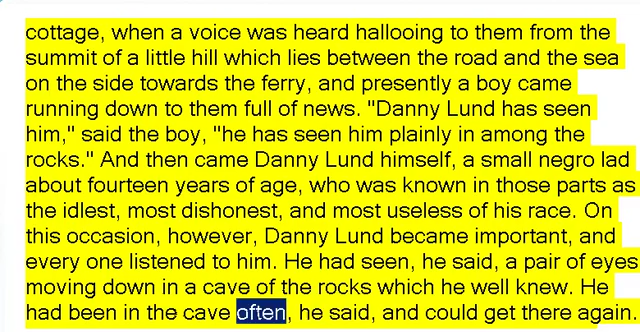 cottage, when a voice was heard hallooing to them from the
summit of a little hill which lies between the road and the sea
on the side towards the ferry, and presently a boy came
running down to them full of news. "Danny Lund has seen
him," said the boy, "he has seen him plainly in among the
rocks." And then came Danny Lund himself, a small negro lad
about fourteen years of age, who was known in those parts as
the idlest, most dishonest, and most useless of his race. On
this occasion, however, Danny Lund became important, and
every one listened to him. He had seen, he said, a pair of eyes
moving down in a cave of the rocks which he well knew. He
had been in the cave often, he said, and could get there again.